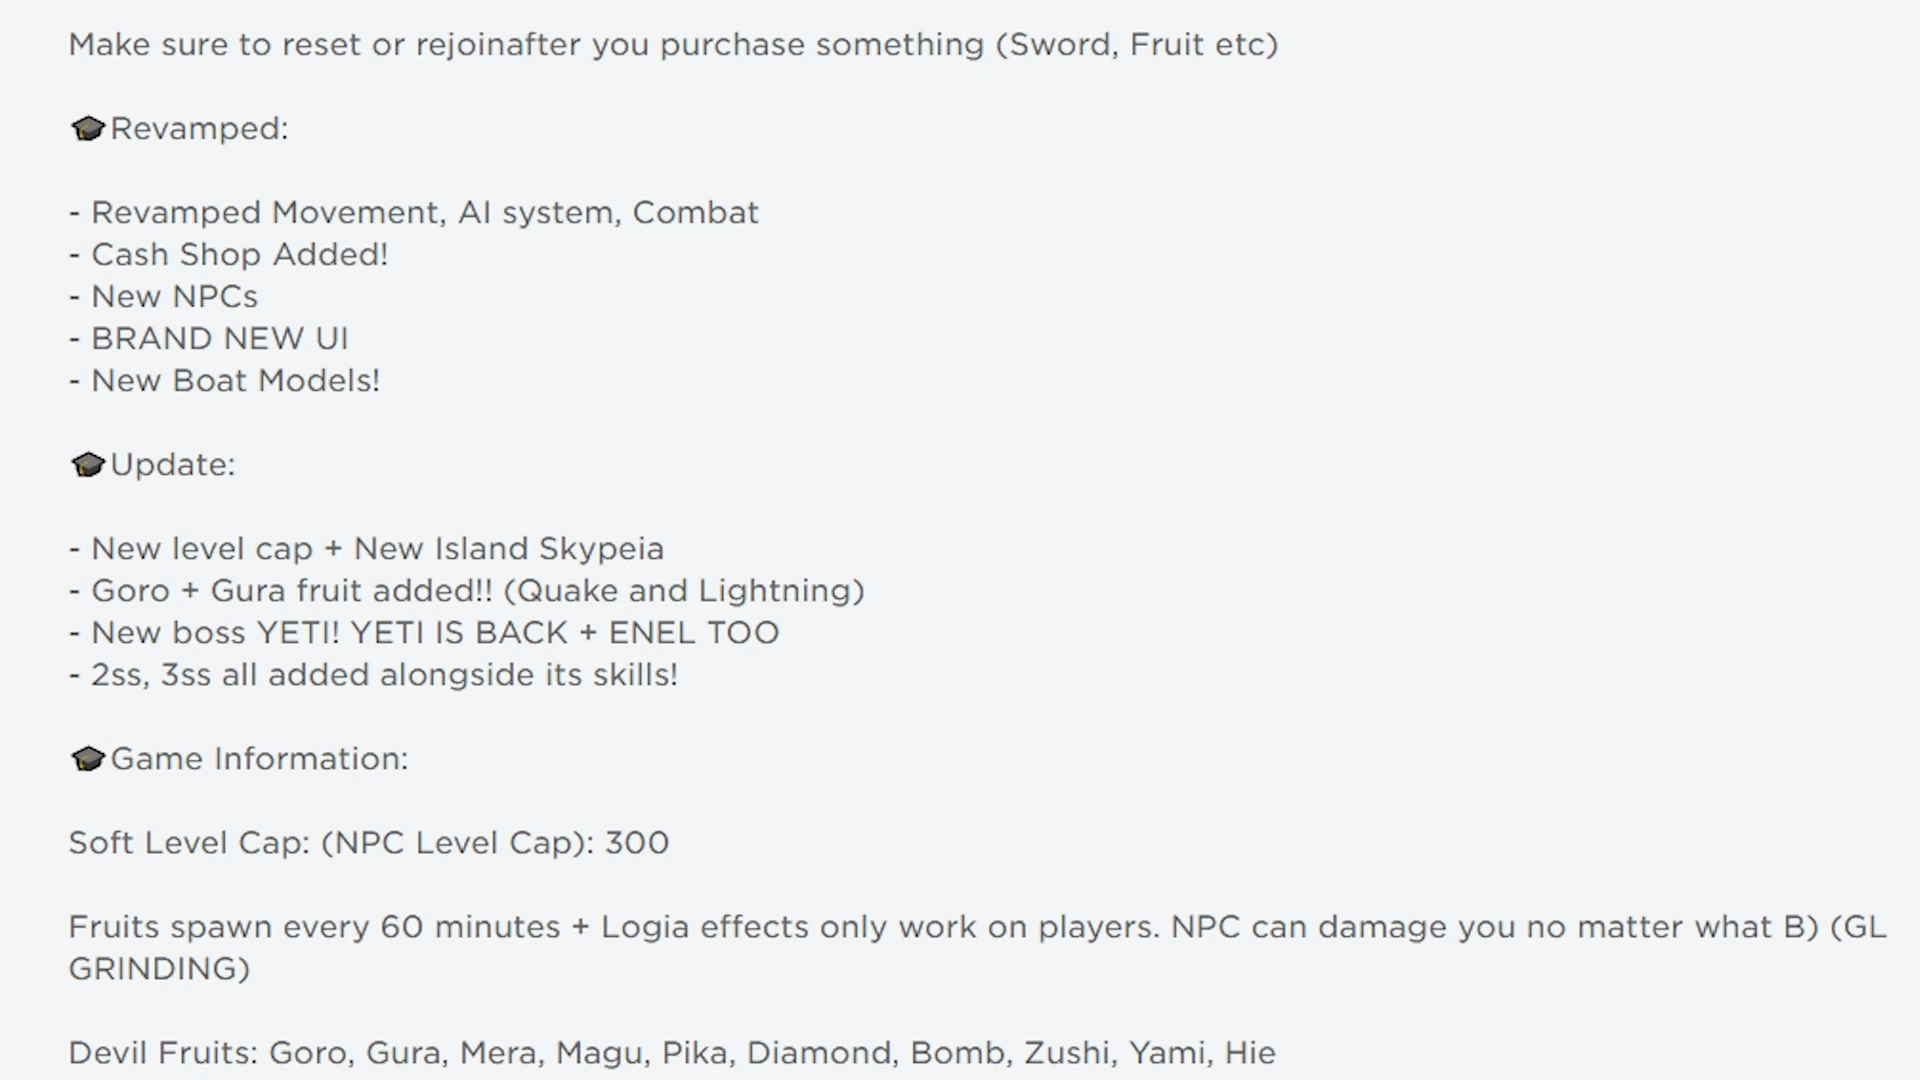 Make sure to reset or rejoinafter you purchase something (Sword, Fruit etc)
🎓Revamped:
- Revamped Movement, AI system, Combat
- Cash Shop Added!
- New NPCs
- BRAND NEW UI
- New Boat Models!
🎓Update:
- New level cap + New Island Skypeia
- Goro + Gura fruit added!! (Quake and Lightning)
- New boss YETI! YETI IS BACK + ENEL TOO
- 2ss, 3ss all added alongside its skills!
🎓Game Information:
Soft Level Cap: (NPC Level Cap): 300
Fruits spawn every 60 minutes + Logia effects only work on players. NPC can damage you no matter what B) (GL
GRINDING)
Devil Fruits: Goro, Gura, Mera, Magu, Pika, Diamond, Bomb, Zushi, Yami, Hie